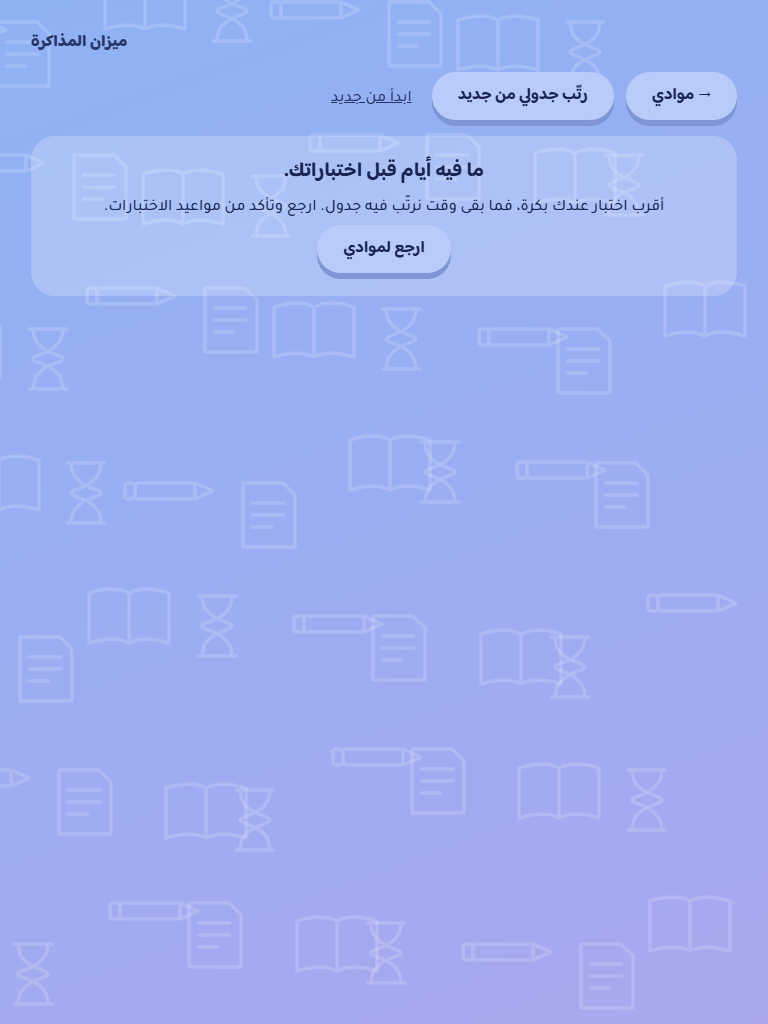 ميزان المذاكرة
→ موادي
رتّب جدولي من جديد
ابدأ من جديد
ما فيه أيام قبل اختباراتك.
أقرب اختبار عندك بكرة، فما بقى وقت نرتّب فيه جدول. ارجع وتأكد من مواعيد الاختبارات.
ارجع لموادي